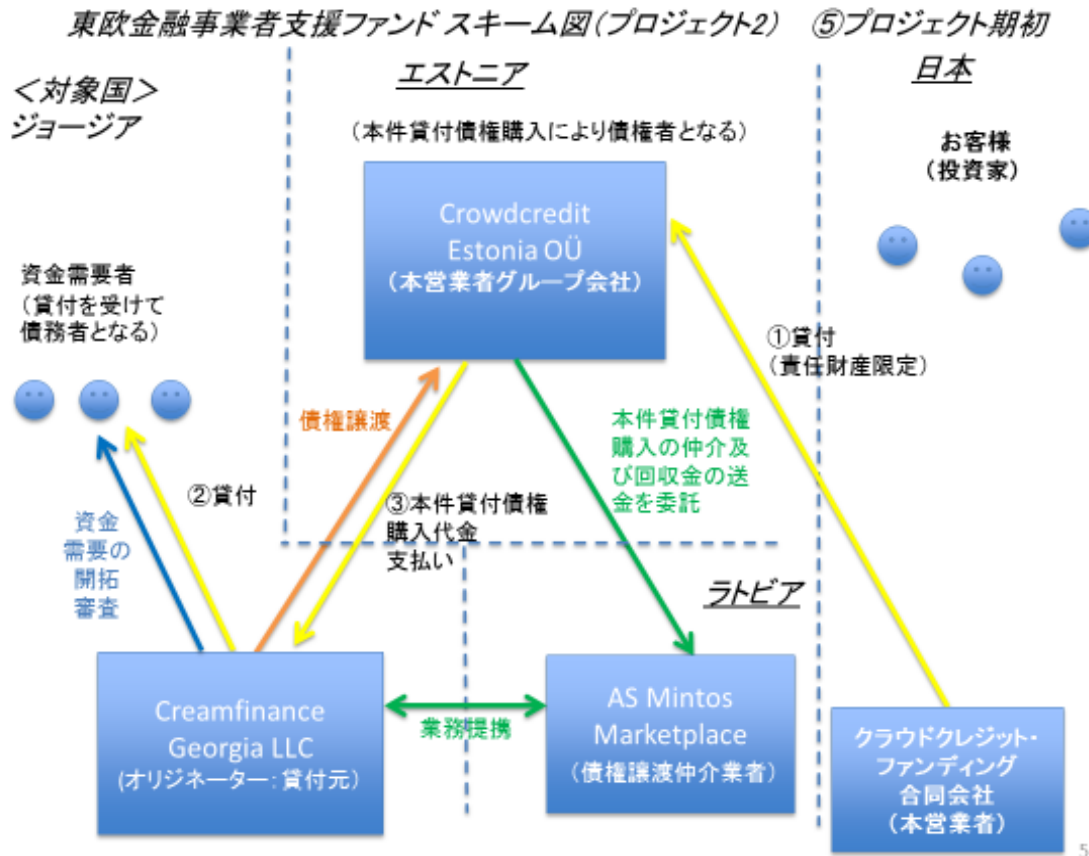 東欧金融事業者支援ファンド スキーム図(プロジェクト2) ⑤プロジェクト期初
<対象国>
ジョージア
エストニア
日本
(本件貸付債権購入により債権者となる)
お客様
(投資家)
Crowdcredit
Estonia OÜ
(本営業者グループ会社)
資金需要者
(貸付を受けて
債務者となる)
①貸付
(責任財産限定)
債権譲渡
本件貸付債権
購入の仲介及
び回収金の送
金を委託
②貸付
③本件貸付債権
購入代金
支払い
資金
需要の
開拓
審査
ラトビア
Creamfinance
Georgia LLC
(オリジネーター:貸付元)
業務提携
AS Mintos
Marketplace
(債権譲渡仲介業者)
クラウドクレジット・
ファンディング
合同会社
(本営業者)
5